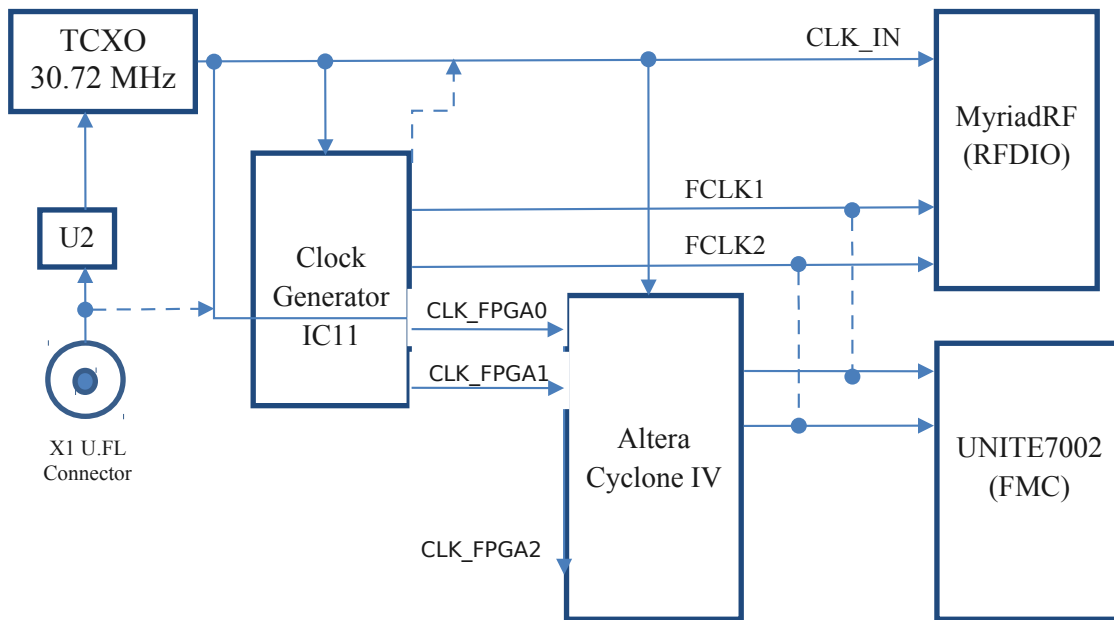 TCXO
30.72 MHz
CLK_IN
MyriadRF
(RFDIO)
FCLK1
U2
FCLK2
Clock
Generator
IC11
CLK_FPGA0
CLK_FPGA1
X1 U.FL
Connector
Altera
Cyclone IV
UNITE7002
(FMC)
CLK_FPGA2